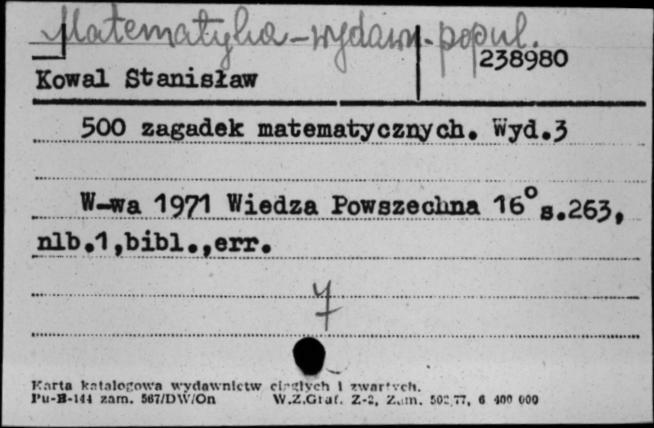 Matematyka-wydawn. popul.
238980
Kowal Stanisław
500 zagadek matematycznych. Wyd.3
W-wa 1971 Wiedza Powszechna 16° s.263,
nlb.1,bibl.,err.
7
Karta katalogowa wydawnictw ciągłych i zwartych.
Pu-B-144 zam. 567/DW/On W.Z.Graf. Z-2, Zam. 502/77, 6 400 000